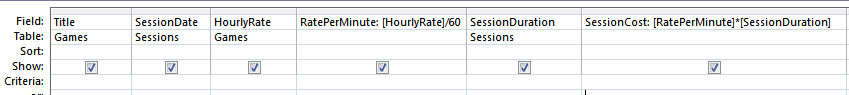 Field: Title SessionDate HourlyRate RatePerMinute: [HourlyRate]/60 SessionDuration SessionCost: [RatePerMinute]*[SessionDuration]
Table: Games Sessions Games Sessions
Sort:
Show:
Criteria: